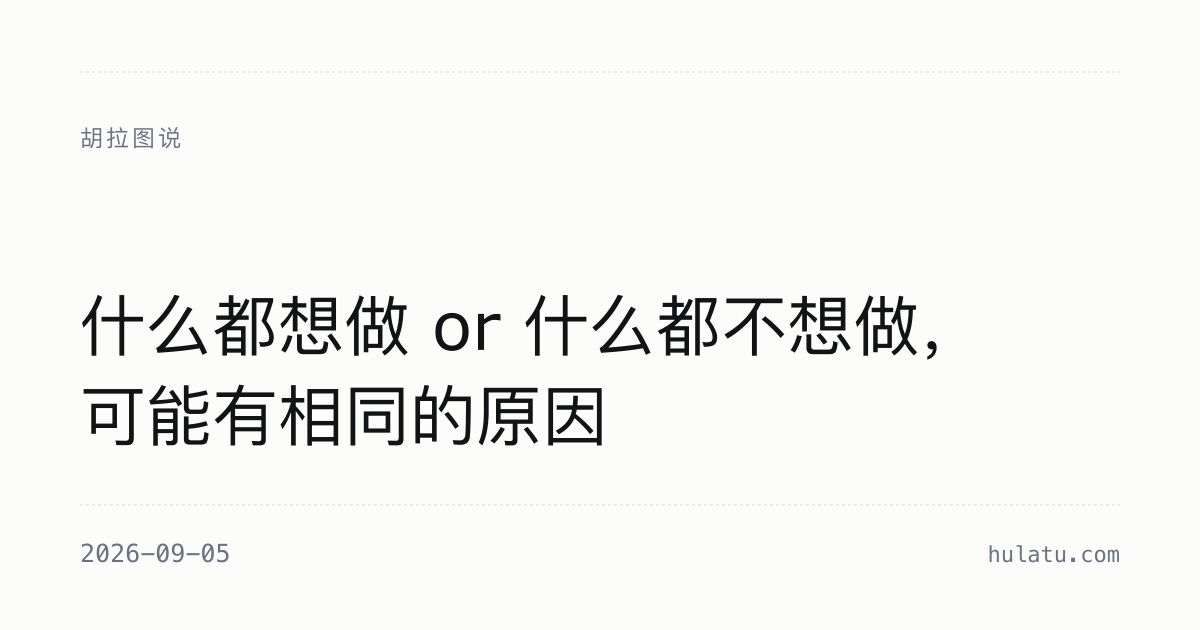 胡拉图说
什么都想做 or 什么都不想做,
可能有相同的原因
2026-09-05
hulatu.com